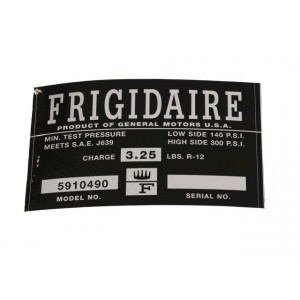 FRIGIDAIRE
PRODUCT OF GENERAL MOTORS U.S.A.
MIN. TEST PRESSURE LOW SIDE 140 P.S.I.
MEETS S.A.E. J639 HIGH SIDE 300 P.S.I.
CHARGE 3.25 LBS. R-12
5910490
F
MODEL NO. SERIAL NO.